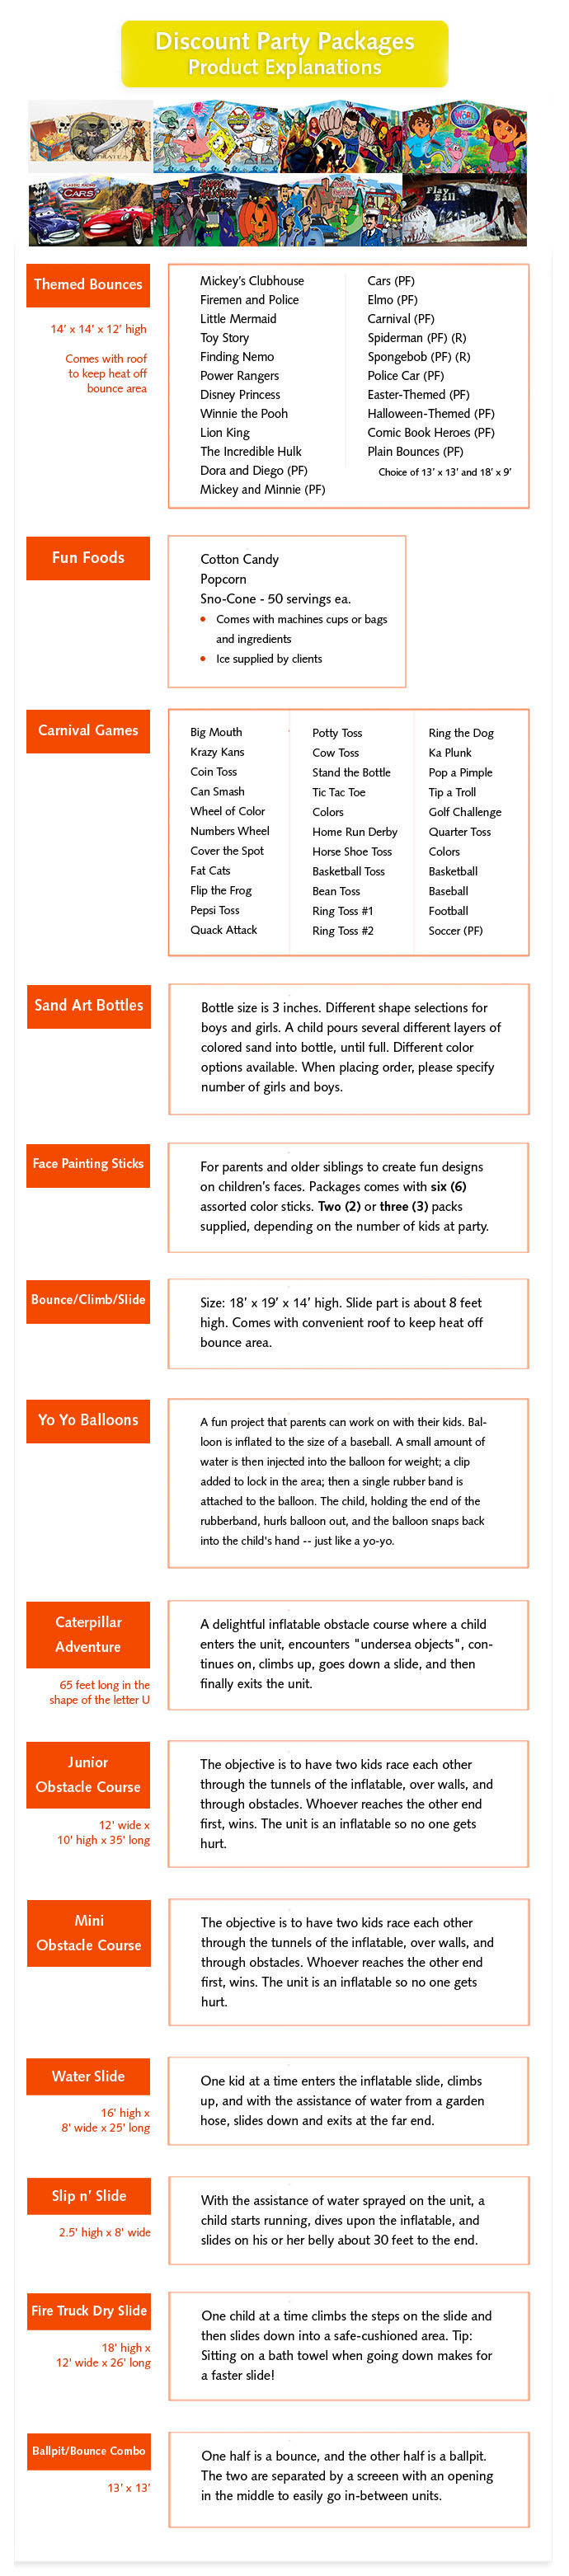 Discount Party Packages
Product Explanations
PIRATES
CARS
Play
Ball
Themed Bounces
14' x 14' x 12' high
Comes with roof
to keep heat off
bounce area
Mickey's Clubhouse
Firemen and Police
Little Mermaid
Toy Story
Finding Nemo
Power Rangers
Disney Princess
Winnie the Pooh
Lion King
The Incredible Hulk
Dora and Diego (PF)
Mickey and Minnie (PF)
Cars (PF)
Elmo (PF)
Carnival (PF)
Spiderman (PF) (R)
Spongebob (PF) (R)
Police Car (PF)
Easter-Themed (PF)
Halloween-Themed (PF)
Comic Book Heroes (PF)
Plain Bounces (PF)
Choice of 13' x 13' and 18' x 9'
Fun Foods
Cotton Candy
Popcorn
Sno-Cone - 50 servings ea.
• Comes with machines cups or bags
and ingredients
• Ice supplied by clients
Carnival Games
Big Mouth
Krazy Kans
Coin Toss
Can Smash
Wheel of Color
Numbers Wheel
Cover the Spot
Fat Cats
Flip the Frog
Pepsi Toss
Quack Attack
Potty Toss
Cow Toss
Stand the Bottle
Tic Tac Toe
Colors
Home Run Derby
Horse Shoe Toss
Basketball Toss
Bean Toss
Ring Toss #1
Ring Toss #2
Ring the Dog
Ka Plunk
Pop a Pimple
Tip a Troll
Golf Challenge
Quarter Toss
Colors
Basketball
Baseball
Football
Soccer (PF)
Sand Art Bottles
Bottle size is 3 inches. Different shape selections for
boys and girls. A child pours several different layers of
colored sand into bottle, until full. Different color
options available. When placing order, please specify
number of girls and boys.
Face Painting Sticks
For parents and older siblings to create fun designs
on children's faces. Packages comes with six (6)
assorted color sticks. Two (2) or three (3) packs
supplied, depending on the number of kids at party.
Bounce/Climb/Slide
Size: 18' x 19' x 14' high. Slide part is about 8 feet
high. Comes with convenient roof to keep heat off
bounce area.
Yo Yo Balloons
A fun project that parents can work on with their kids. Bal-
loon is inflated to the size of a baseball. A small amount of
water is then injected into the balloon for weight; a clip
added to lock in the area; then a single rubber band is
attached to the balloon. The child, holding the end of the
rubberband, hurls balloon out, and the balloon snaps back
into the child's hand -- just like a yo-yo.
Caterpillar
Adventure
65 feet long in the
shape of the letter U
A delightful inflatable obstacle course where a child
enters the unit, encounters "undersea objects", con-
tinues on, climbs up, goes down a slide, and then
finally exits the unit.
Junior
Obstacle Course
12' wide x
10' high x 35' long
The objective is to have two kids race each other
through the tunnels of the inflatable, over walls, and
through obstacles. Whoever reaches the other end
first, wins. The unit is an inflatable so no one gets
hurt.
Mini
Obstacle Course
The objective is to have two kids race each other
through the tunnels of the inflatable, over walls, and
through obstacles. Whoever reaches the other end
first, wins. The unit is an inflatable so no one gets
hurt.
Water Slide
16' high x
8' wide x 25' long
One kid at a time enters the inflatable slide, climbs
up, and with the assistance of water from a garden
hose, slides down and exits at the far end.
Slip n' Slide
2.5' high x 8' wide
With the assistance of water sprayed on the unit, a
child starts running, dives upon the inflatable, and
slides on his or her belly about 30 feet to the end.
Fire Truck Dry Slide
18' high x
12' wide x 26' long
One child at a time climbs the steps on the slide and
then slides down into a safe-cushioned area. Tip:
Sitting on a bath towel when going down makes for
a faster slide!
Ballpit/Bounce Combo
13' x 13'
One half is a bounce, and the other half is a ballpit.
The two are separated by a screeen with an opening
in the middle to easily go in-between units.